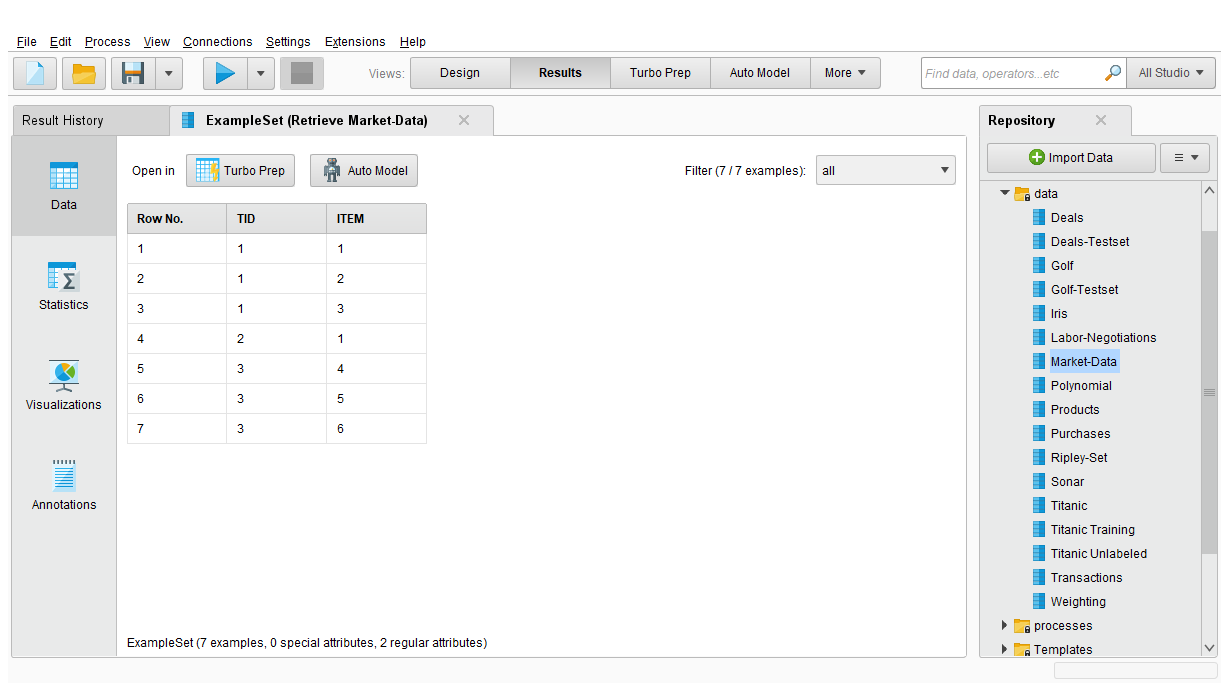 File Edit Process View Connections Settings Extensions Help
Views: Design Results Turbo Prep Auto Model More Find data, operators...etc All Studio
Result History ExampleSet (Retrieve Market-Data)
Open in Turbo Prep Auto Model Filter (7 / 7 examples): all
Data
Statistics
Visualizations
Annotations
Row No. TID ITEM
1 1 1
2 1 2
3 1 3
4 2 1
5 3 4
6 3 5
7 3 6
ExampleSet (7 examples, 0 special attributes, 2 regular attributes)
Repository
Import Data
data
Deals
Deals-Testset
Golf
Golf-Testset
Iris
Labor-Negotiations
Market-Data
Polynomial
Products
Purchases
Ripley-Set
Sonar
Titanic
Titanic Training
Titanic Unlabeled
Transactions
Weighting
processes
Templates